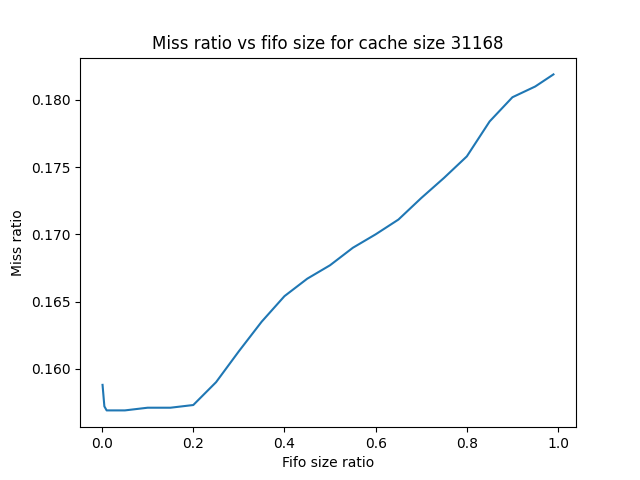 Miss ratio vs fifo size for cache size 31168
0.180
0.175
0.170
0.165
0.160
Miss ratio
0.0 0.2 0.4 0.6 0.8 1.0
Fifo size ratio